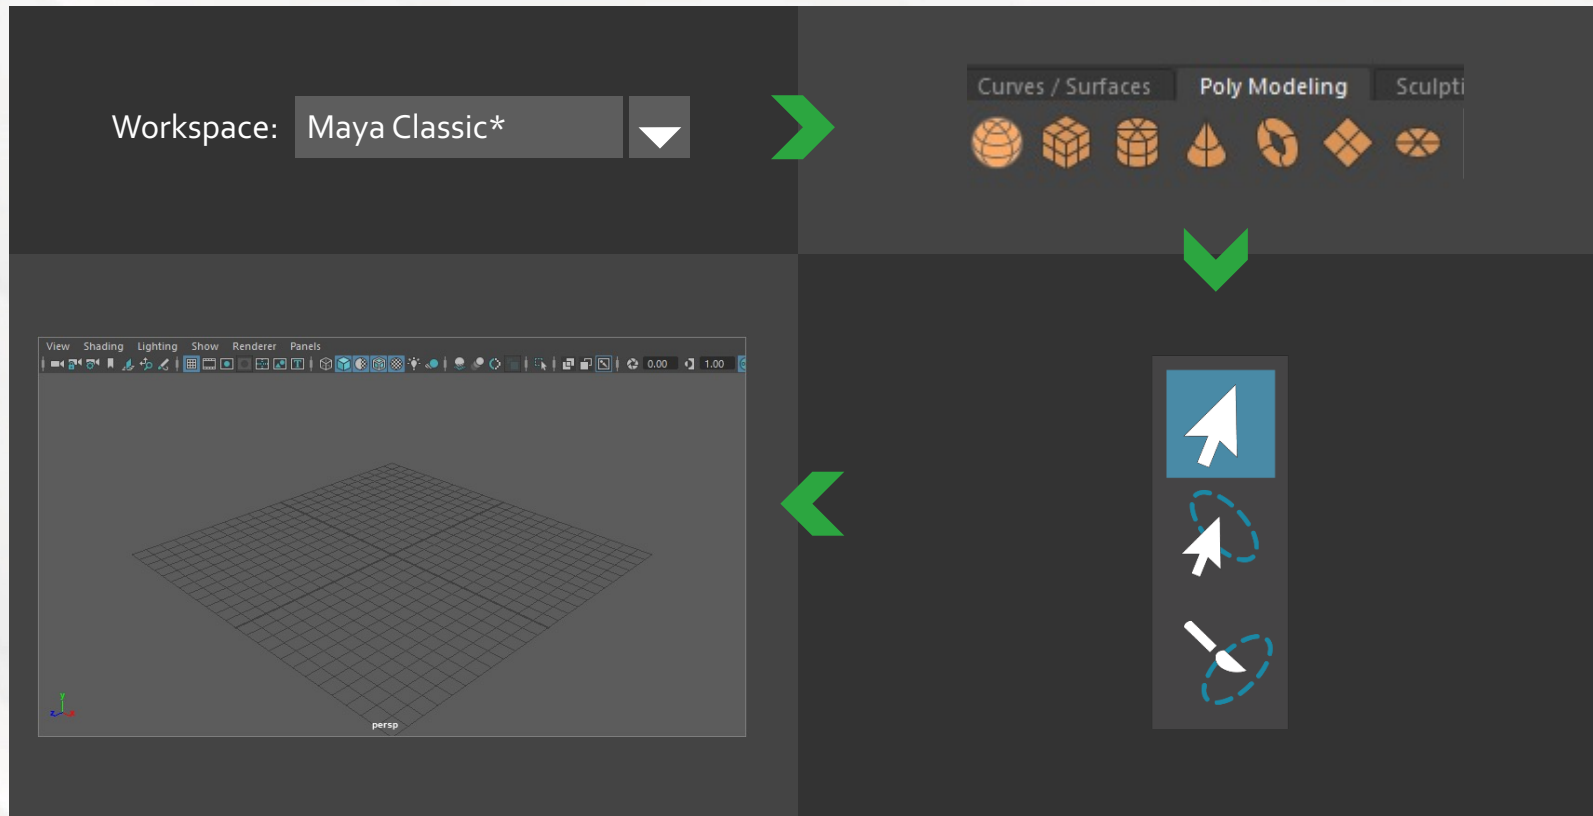 Workspace: Maya Classic*
Curves / Surfaces Poly Modeling Sculpti
View Shading Lighting Show Renderer Panels
T 0.00 1.00
y
z x
persp